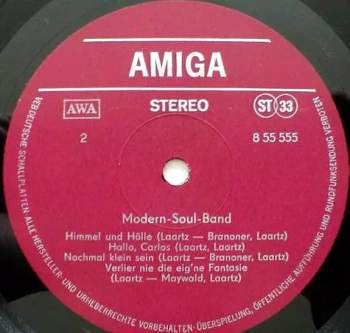 AMIGA
AWA
STEREO
ST 33
2
8 55 555
Modern-Soul-Band
Himmel und Hölle (Laartz — Branoner, Laartz)
Hallo, Carlos (Laartz, Laartz)
Nochmal klein sein (Laartz — Branoner, Laartz)
Verlier nie die eig'ne Fantasie
(Laartz — Maywald, Laartz)
VEB DEUTSCHE SCHALLPLATTEN · ALLE HERSTELLER- UND URHEBERRECHTE VORBEHALTEN · ÜBERSPIELUNG, ÖFFENTLICHE AUFFÜHRUNG UND RUNDFUNKSENDUNG VERBOTEN